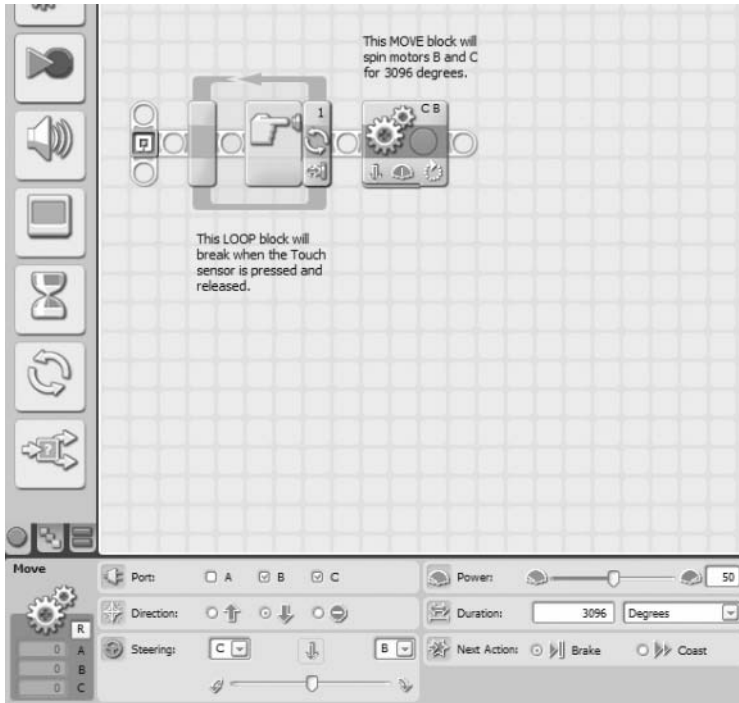 This MOVE block will
spin motors B and C
for 3096 degrees.
1
C B
This LOOP block will
break when the Touch
sensor is pressed and
released.
?
Move
R
0 A
0 B
0 C
Port: A B C
Direction:
Steering: C B
Power: 50
Duration: 3096 Degrees
Next Action: Brake Coast